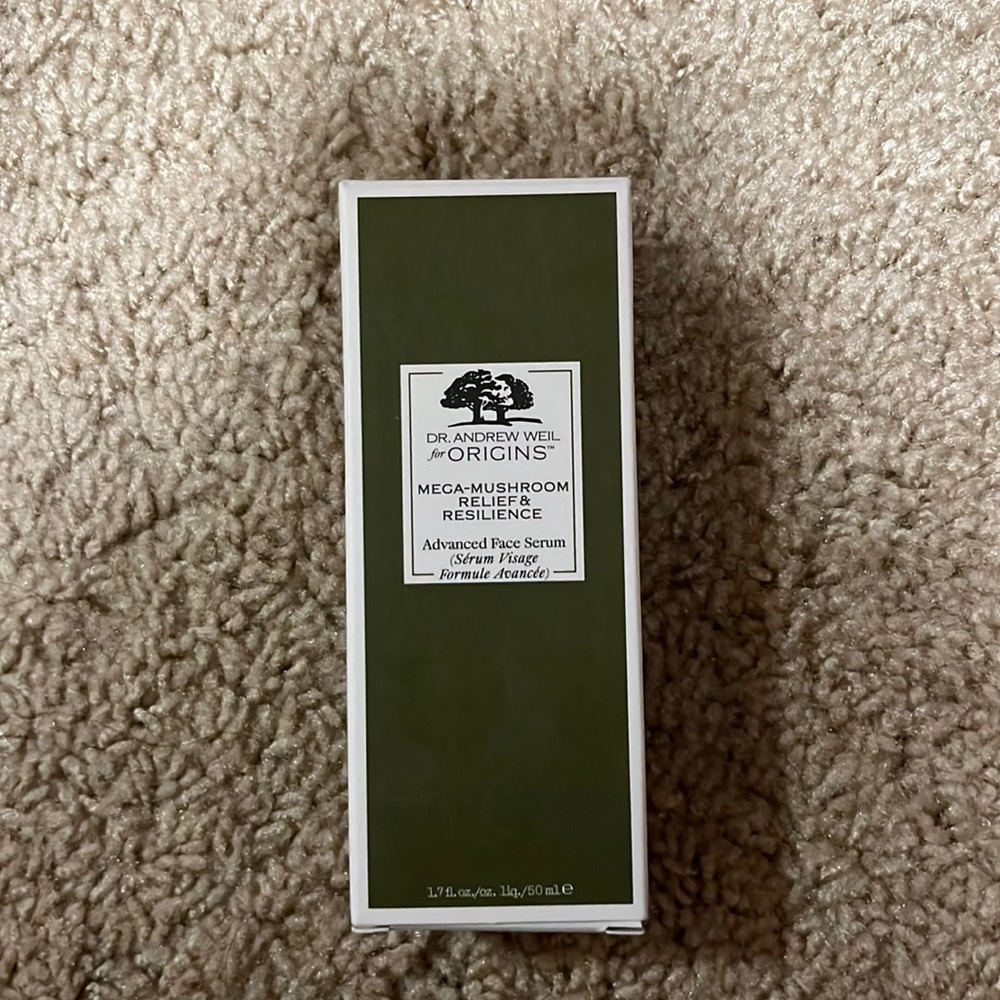 DR. ANDREW WEIL
for ORIGINS™
MEGA-MUSHROOM
RELIEF &
RESILIENCE
Advanced Face Serum
(Sérum Visage
Formule Avancée)
1.7 fl. oz./oz. liq./50 ml ℮